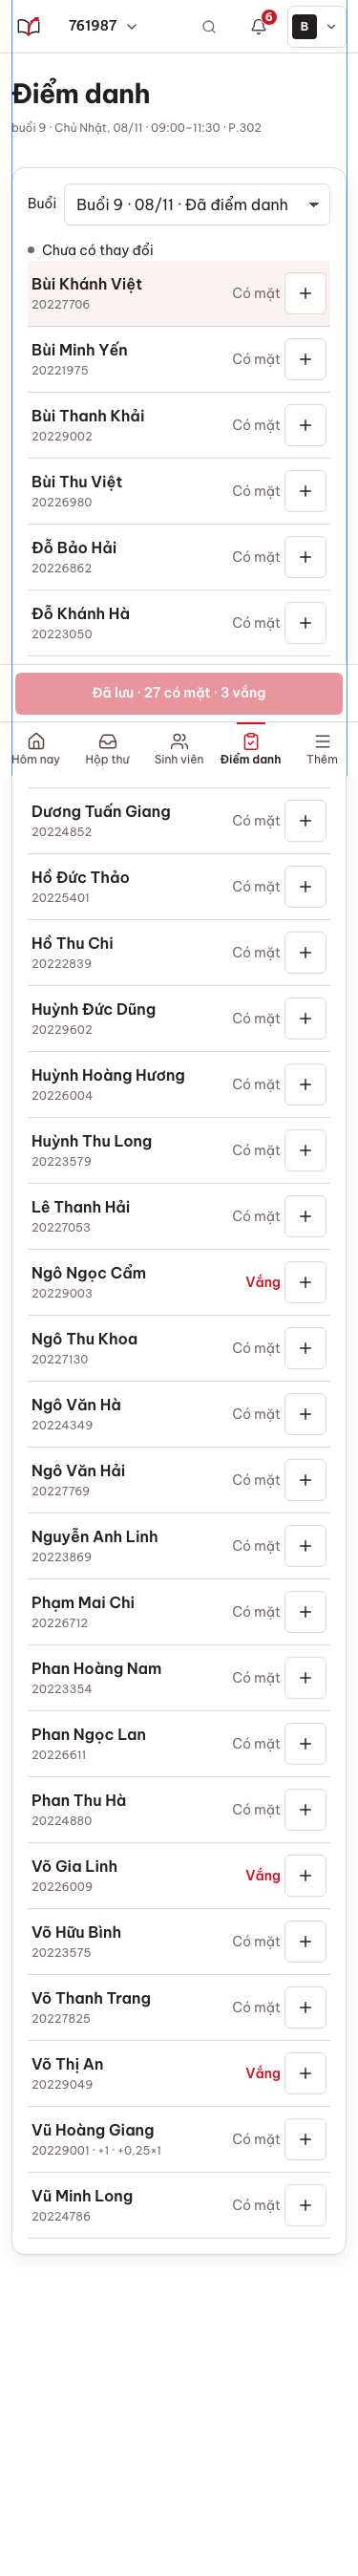 761987
6
B
Điểm danh
buổi 9 · Chủ Nhật, 08/11 · 09:00–11:30 · P.302
Buổi
Buổi 9 · 08/11 · Đã điểm danh
Chưa có thay đổi
Bùi Khánh Việt
Có mặt
20227706
Bùi Minh Yến
Có mặt
20221975
Bùi Thanh Khải
Có mặt
20229002
Bùi Thu Việt
Có mặt
20226980
Đỗ Bảo Hải
Có mặt
20226862
Đỗ Khánh Hà
Có mặt
20223050
Đã lưu · 27 có mặt · 3 vắng
Hôm nay
Hộp thư
Sinh viên
Điểm danh
Thêm
Dương Tuấn Giang
Có mặt
20224852
Hồ Đức Thảo
Có mặt
20225401
Hồ Thu Chi
Có mặt
20222839
Huỳnh Đức Dũng
Có mặt
20229602
Huỳnh Hoàng Hương
Có mặt
20226004
Huỳnh Thu Long
Có mặt
20223579
Lê Thanh Hải
Có mặt
20227053
Ngô Ngọc Cẩm
Vắng
20229003
Ngô Thu Khoa
Có mặt
20227130
Ngô Văn Hà
Có mặt
20224349
Ngô Văn Hải
Có mặt
20227769
Nguyễn Anh Linh
Có mặt
20223869
Phạm Mai Chi
Có mặt
20226712
Phan Hoàng Nam
Có mặt
20223354
Phan Ngọc Lan
Có mặt
20226611
Phan Thu Hà
Có mặt
20224880
Võ Gia Linh
Vắng
20226009
Võ Hữu Bình
Có mặt
20223575
Võ Thanh Trang
Có mặt
20227825
Võ Thị An
Vắng
20229049
Vũ Hoàng Giang
Có mặt
20229001 · +1 · +0,25×1
Vũ Minh Long
Có mặt
20224786